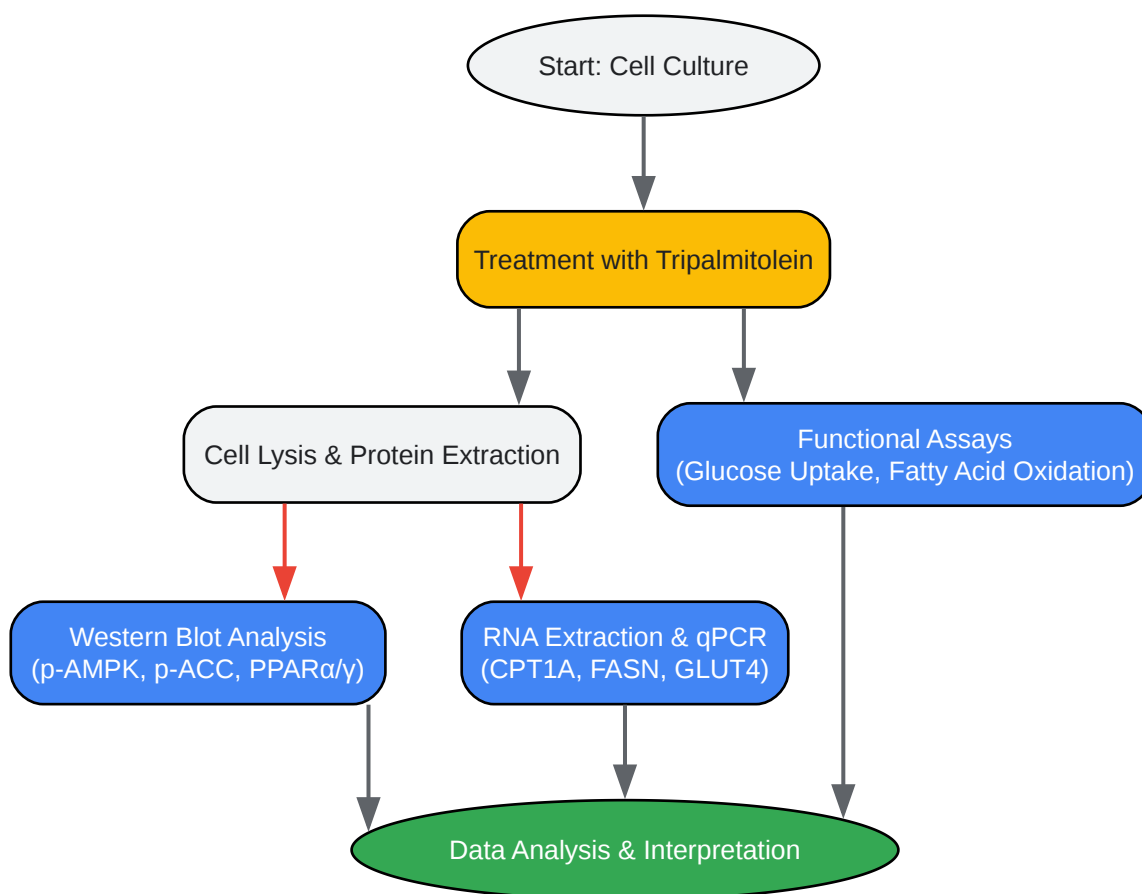 Start: Cell Culture
Treatment with Tripalmitolein
Cell Lysis & Protein Extraction
Functional Assays
(Glucose Uptake, Fatty Acid Oxidation)
Western Blot Analysis
(p-AMPK, p-ACC, PPARα/γ)
RNA Extraction & qPCR
(CPT1A, FASN, GLUT4)
Data Analysis & Interpretation